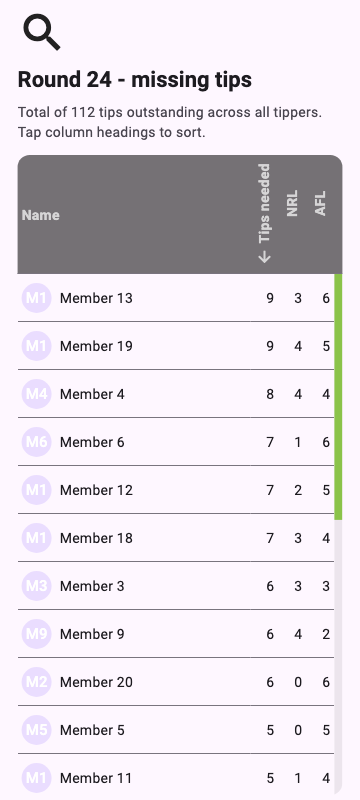 Round 24 - missing tips
Total of 112 tips outstanding across all tippers.
Tap column headings to sort.
Name ← Tips needed NRL AFL
M1 Member 13 9 3 6
M1 Member 19 9 4 5
M4 Member 4 8 4 4
M6 Member 6 7 1 6
M1 Member 12 7 2 5
M1 Member 18 7 3 4
M3 Member 3 6 3 3
M9 Member 9 6 4 2
M2 Member 20 6 0 6
M5 Member 5 5 0 5
M1 Member 11 5 1 4